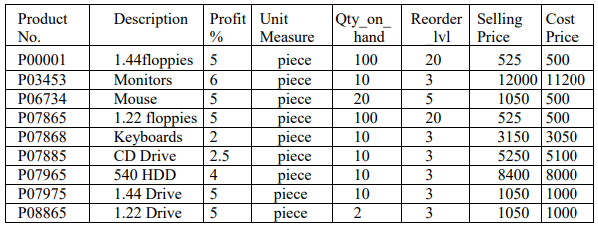 Product Description Profit Unit Qty_on_ Reorder Selling Cost
No. % Measure hand lvl Price Price
P00001 1.44floppies 5 piece 100 20 525 500
P03453 Monitors 6 piece 10 3 12000 11200
P06734 Mouse 5 piece 20 5 1050 500
P07865 1.22 floppies 5 piece 100 20 525 500
P07868 Keyboards 2 piece 10 3 3150 3050
P07885 CD Drive 2.5 piece 10 3 5250 5100
P07965 540 HDD 4 piece 10 3 8400 8000
P07975 1.44 Drive 5 piece 10 3 1050 1000
P08865 1.22 Drive 5 piece 2 3 1050 1000